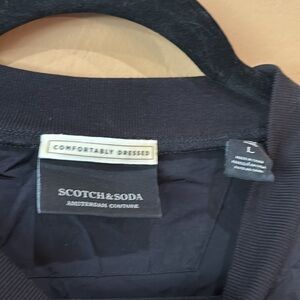 COMFORTABLY DRESSED
SCOTCH&SODA
AMSTERDAM COUTURE
L